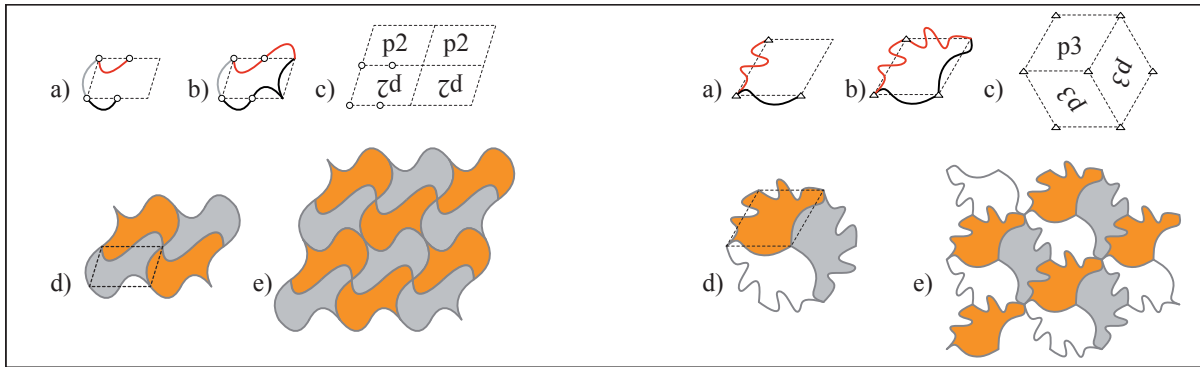 a) b) c) p2 p2
p2 p2
d) e)
a) b) c) p3
p3 p3
d) e)